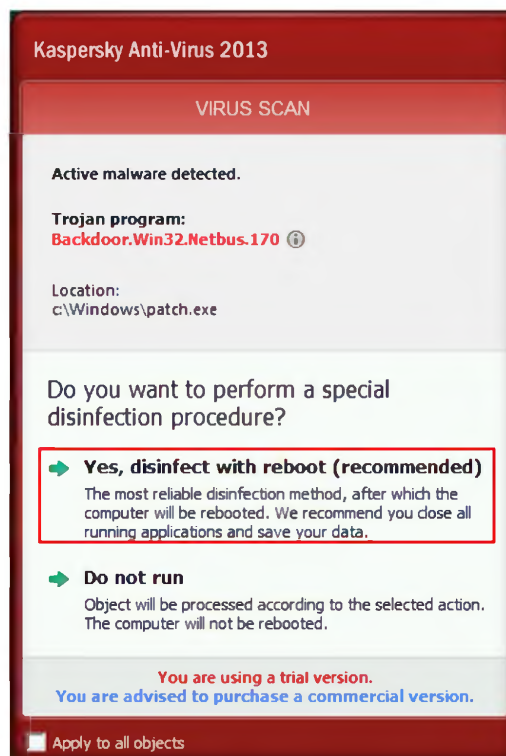 Kaspersky Anti-Virus 2013
VIRUS SCAN
Active malware detected.
Trojan program:
Backdoor.Win32.Netbus.170
Location:
c:\Windows\patch.exe
Do you want to perform a special
disinfection procedure?
Yes, disinfect with reboot (recommended)
The most reliable disinfection method, after which the
computer will be rebooted. We recommend you close all
running applications and save your data.
Do not run
Object will be processed according to the selected action.
The computer will not be rebooted.
You are using a trial version.
You are advised to purchase a commercial version.
Apply to all objects